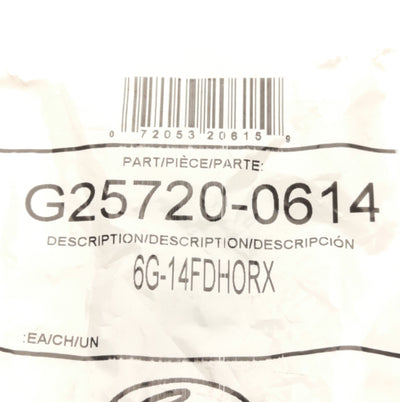 0 72053 20615 9
PART/PIÈCE/PARTE:
G25720-0614
DESCRIPTION/DESCRIPTION/DESCRIPCIÓN
6G-14FDHORX
:EA/CH/UN